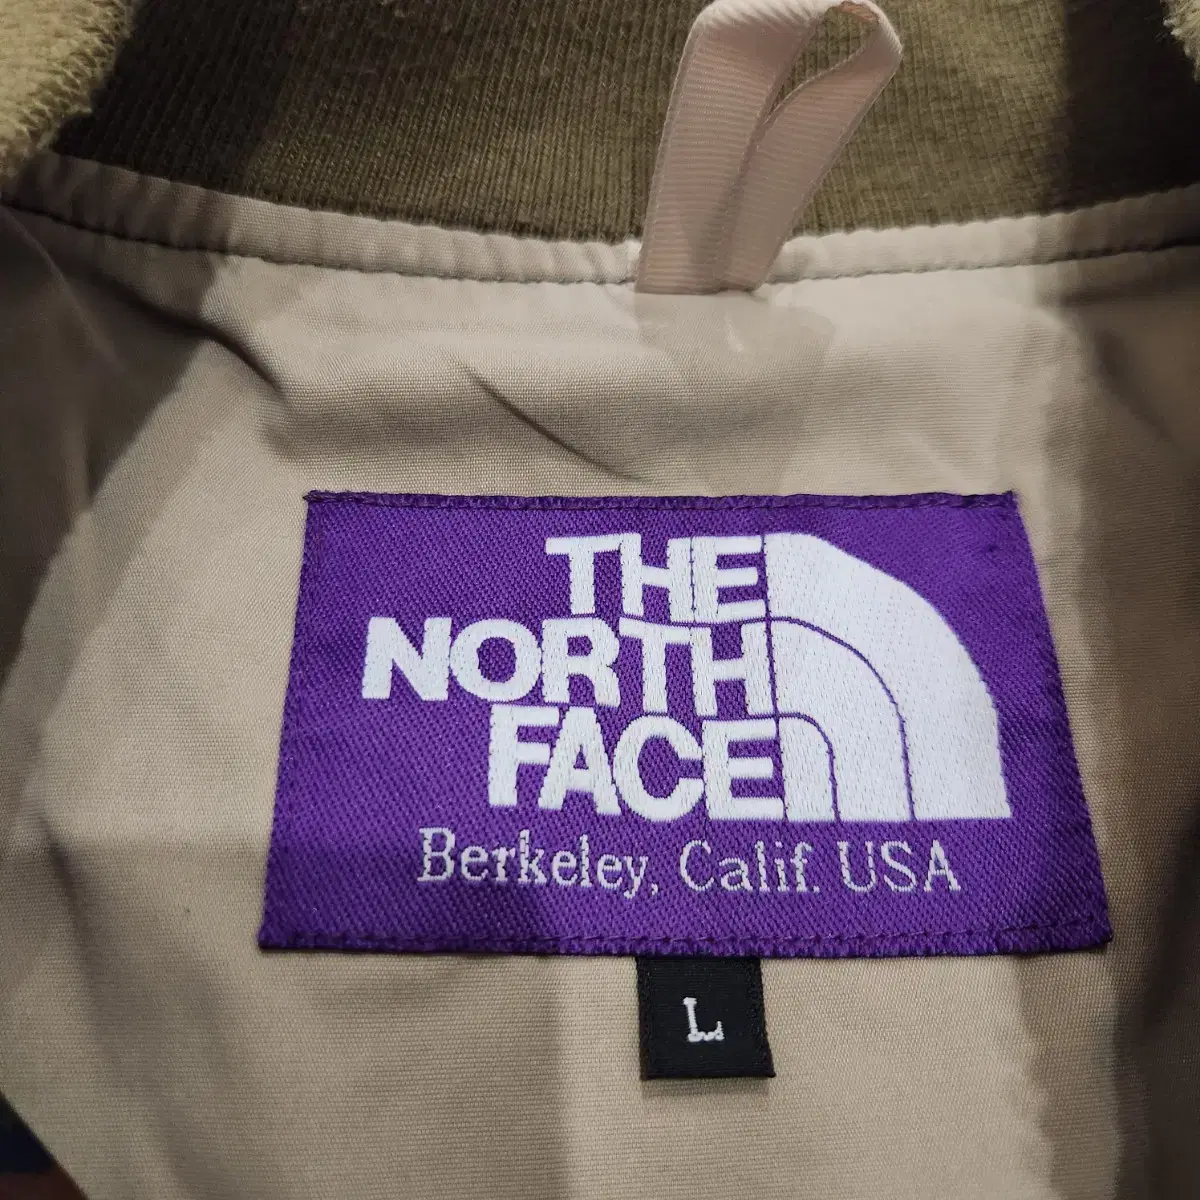 THE
NORTH
FACE
Berkeley, Calif. USA
L